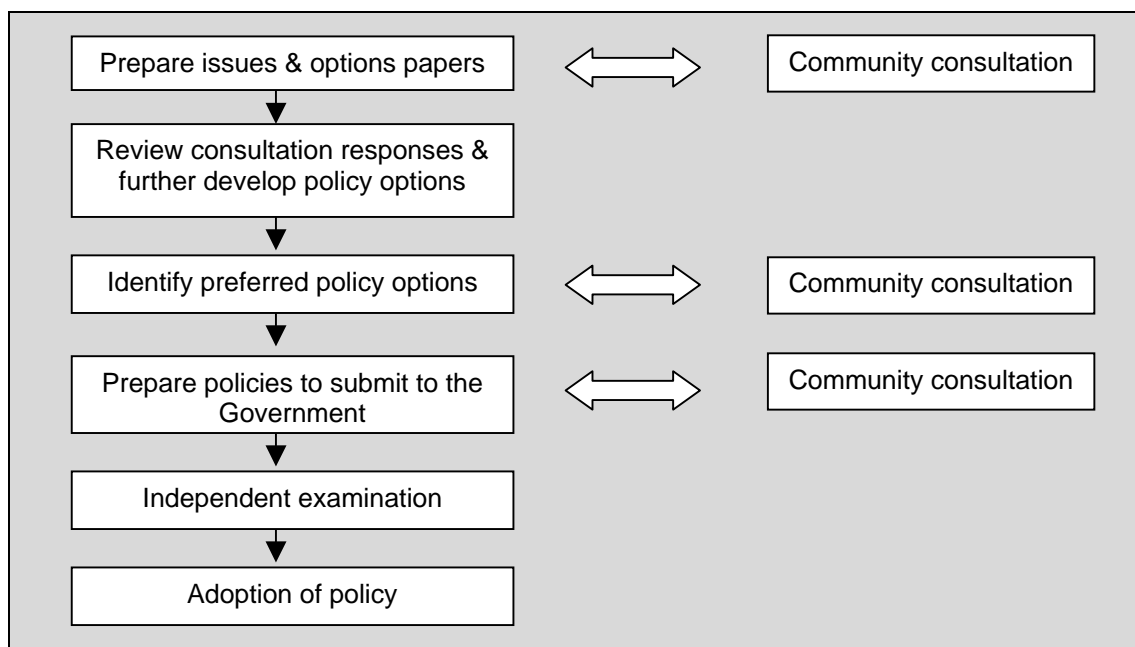 Prepare issues & options papers
Community consultation
Review consultation responses &
further develop policy options
Identify preferred policy options
Community consultation
Prepare policies to submit to the
Government
Community consultation
Independent examination
Adoption of policy